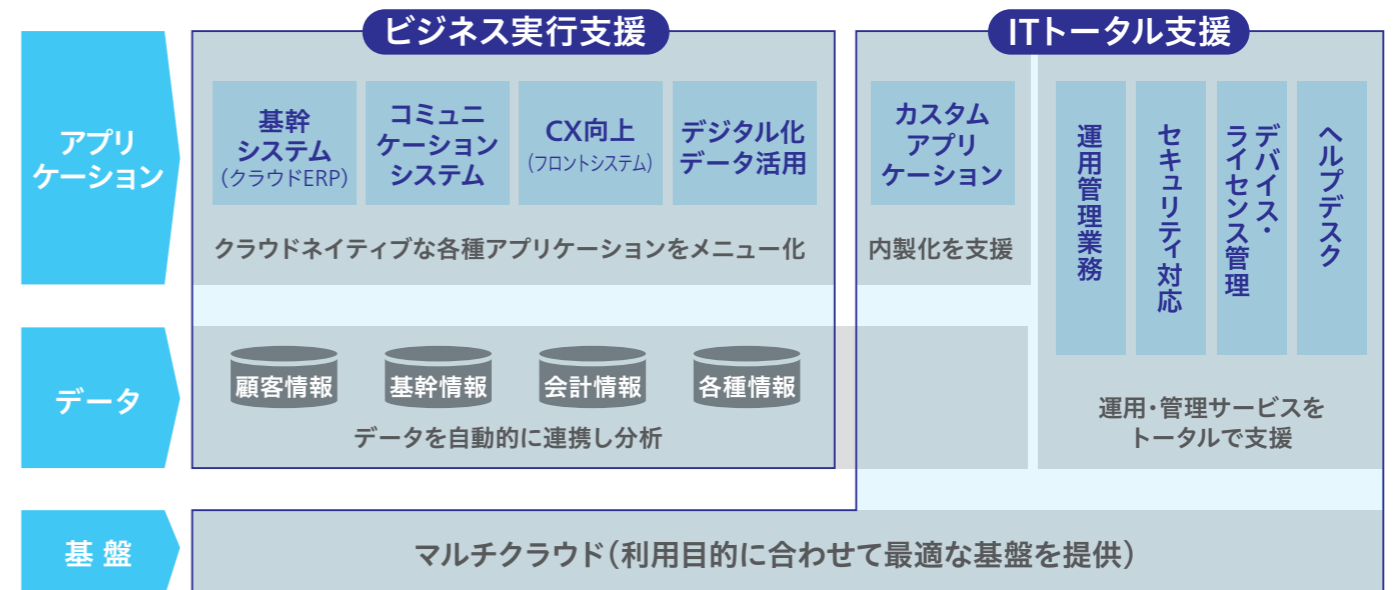 ビジネス実行支援
ITトータル支援
アプリ
ケーション
基幹
システム
(クラウドERP)
コミュニ
ケーション
システム
CX向上
(フロントシステム)
デジタル化
データ活用
クラウドネイティブな各種アプリケーションをメニュー化
カスタム
アプリ
ケーション
内製化を支援
運用管理業務
セキュリティ対応
デバイス・
ライセンス管理
ヘルプデスク
データ
顧客情報
基幹情報
会計情報
各種情報
データを自動的に連携し分析
運用・管理サービスを
トータルで支援
基 盤
マルチクラウド(利用目的に合わせて最適な基盤を提供)